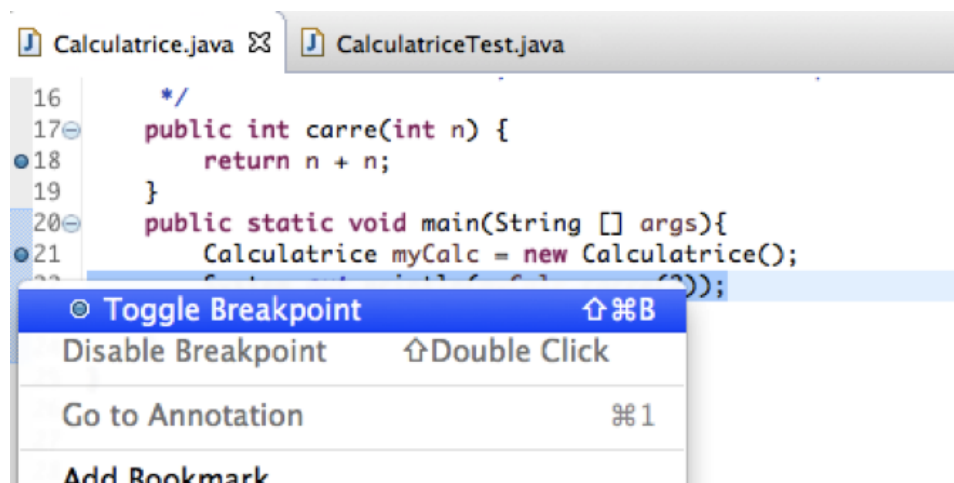 Calculatrice.java CalculatriceTest.java
16 */
17 public int carre(int n) {
18 return n + n;
19 }
20 public static void main(String [] args){
21 Calculatrice myCalc = new Calculatrice();
));
Toggle Breakpoint ⇧⌘B
Disable Breakpoint ⇧Double Click
Go to Annotation ⌘1
Add Bookmark